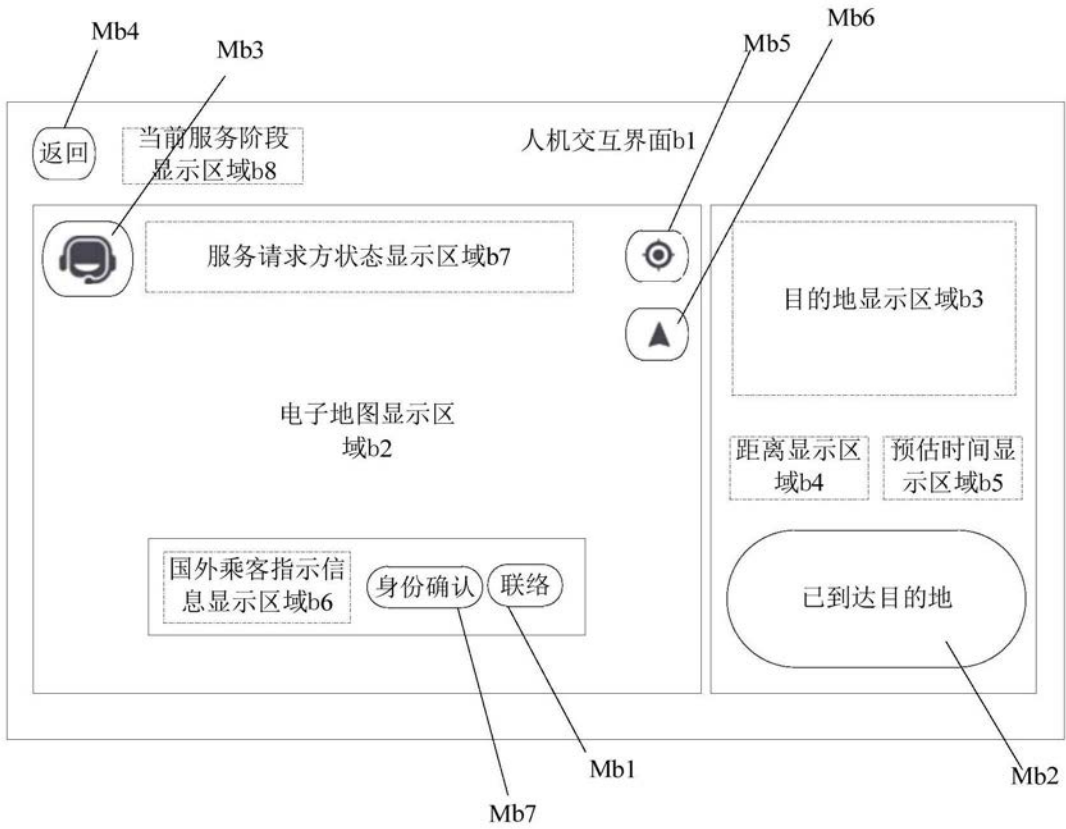 Mb4
Mb3
Mb5
Mb6
返回
当前服务阶段
显示区域b8
人机交互界面b1
服务请求方状态显示区域b7
目的地显示区域b3
电子地图显示区
域b2
距离显示区
域b4
预估时间显
示区域b5
国外乘客指示信
息显示区域b6
身份确认
联络
已到达目的地
Mb1
Mb2
Mb7